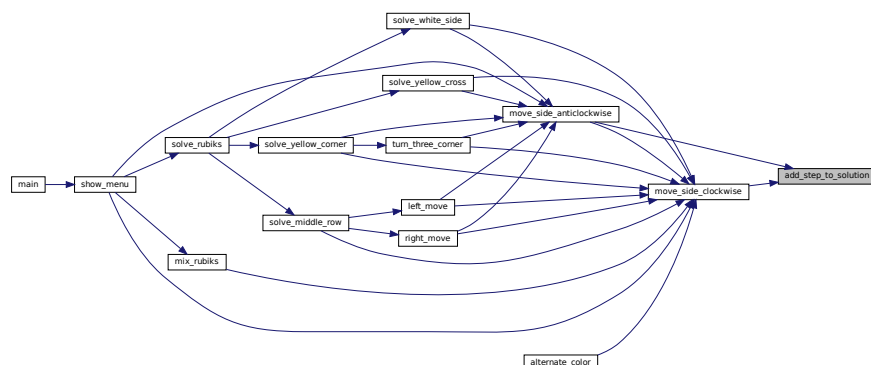 solve_white_side
solve_yellow_cross
move_side_anticlockwise
solve_rubiks
solve_yellow_corner
turn_three_corner
add_step_to_solution
main
show_menu
move_side_clockwise
left_move
solve_middle_row
right_move
mix_rubiks
alternate_color